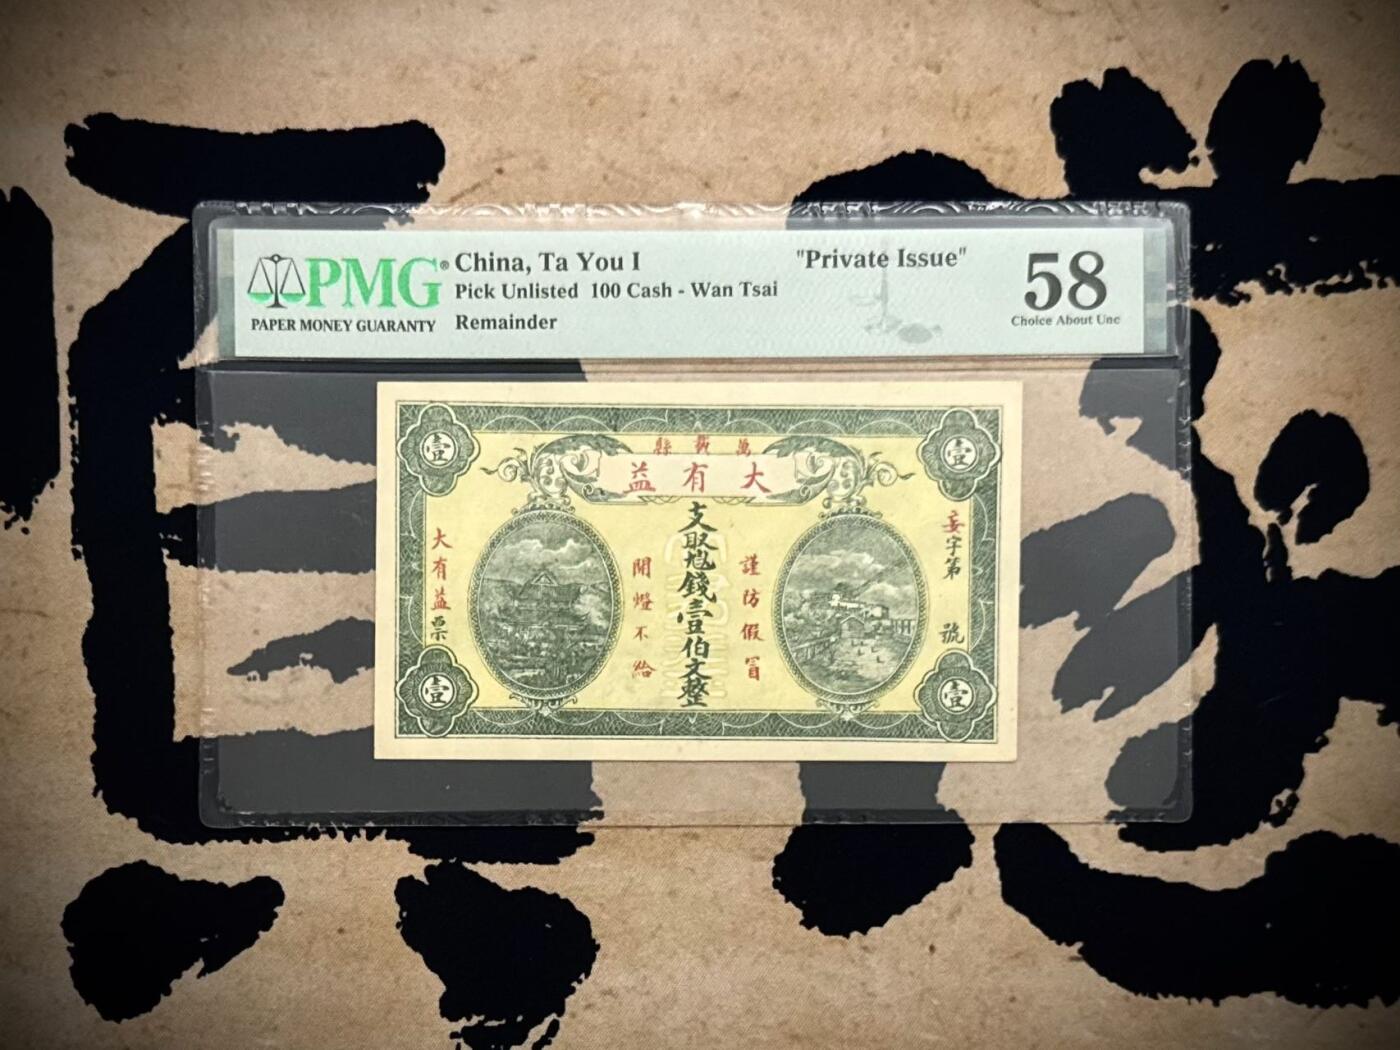 PMG®
PAPER MONEY GUARANTY
China, Ta You I
"Private Issue"
Pick Unlisted 100 Cash - Wan Tsai
Remainder
58
Choice About Unc
壹
壹
萬載縣
大有益
支取尅錢壹伯文整
謹防假冒
開燈不給
字第
號
大有益票
壹
壹